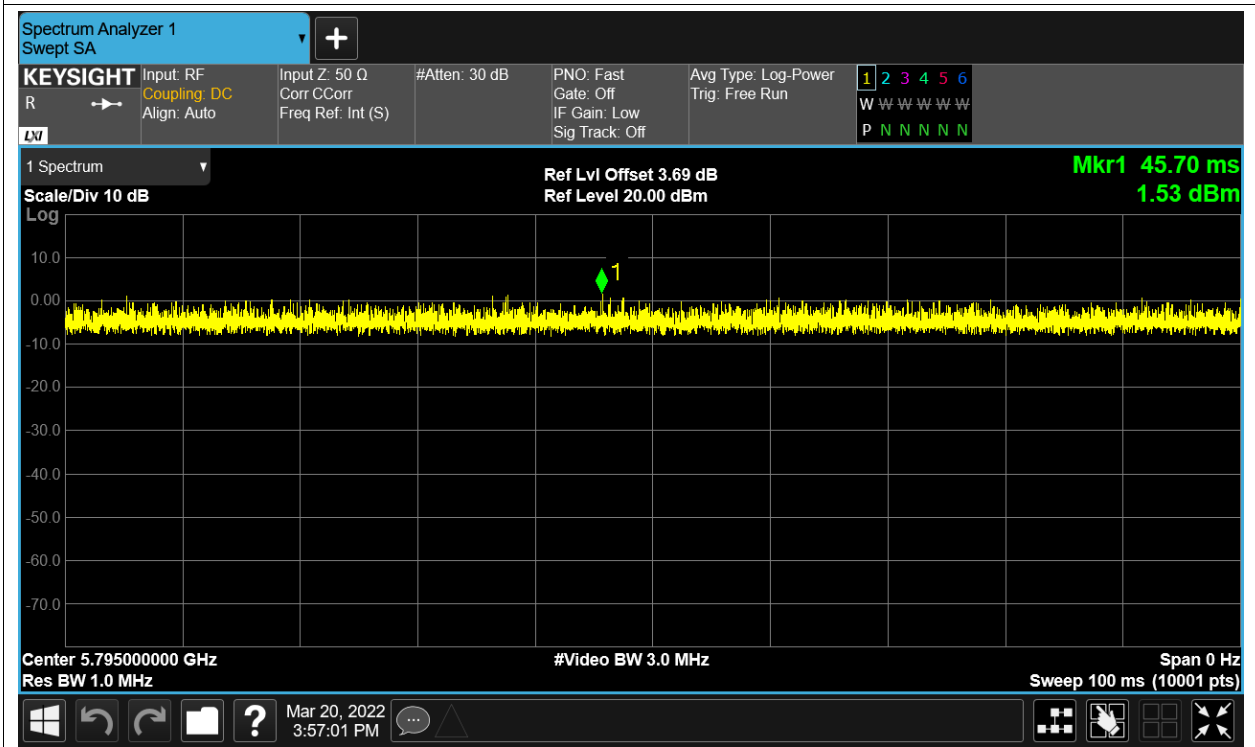 Spectrum Analyzer 1
Swept SA
▼
+
KEYSIGHT
R
LXI
Input: RF
Coupling: DC
Align: Auto
Input Z: 50 Ω
Corr CCorr
Freq Ref: Int (S)
#Atten: 30 dB
PNO: Fast
Gate: Off
IF Gain: Low
Sig Track: Off
Avg Type: Log-Power
Trig: Free Run
1 2 3 4 5 6
W W W W W W
P N N N N N
1 Spectrum ▼
Scale/Div 10 dB
Ref Lvl Offset 3.69 dB
Ref Level 20.00 dBm
Mkr1 45.70 ms
1.53 dBm
Log
10.0
0.00
-10.0
-20.0
-30.0
-40.0
-50.0
-60.0
-70.0
1
Center 5.795000000 GHz
Res BW 1.0 MHz
#Video BW 3.0 MHz
Span 0 Hz
Sweep 100 ms (10001 pts)
?
Mar 20, 2022
3:57:01 PM